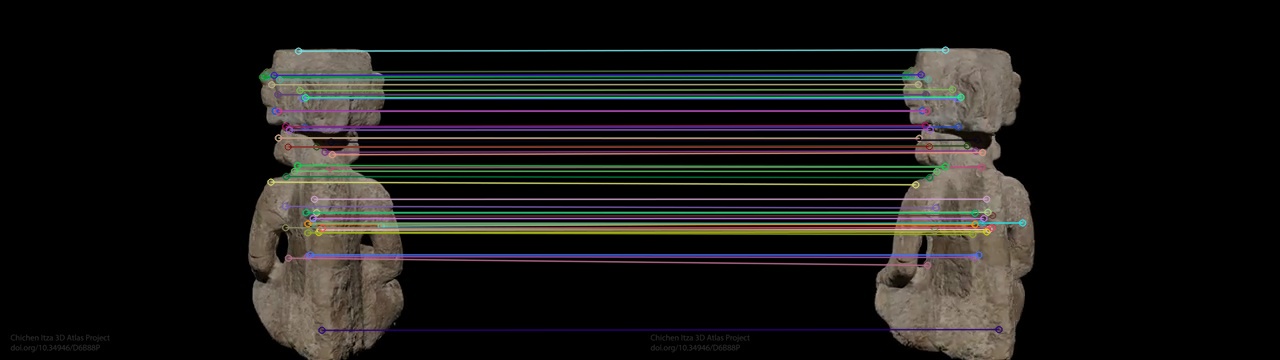 Chichen Itza 3D Atlas Project
doi.org/10.34946/D6B88P
Chichen Itza 3D Atlas Project
doi.org/10.34946/D6B88P